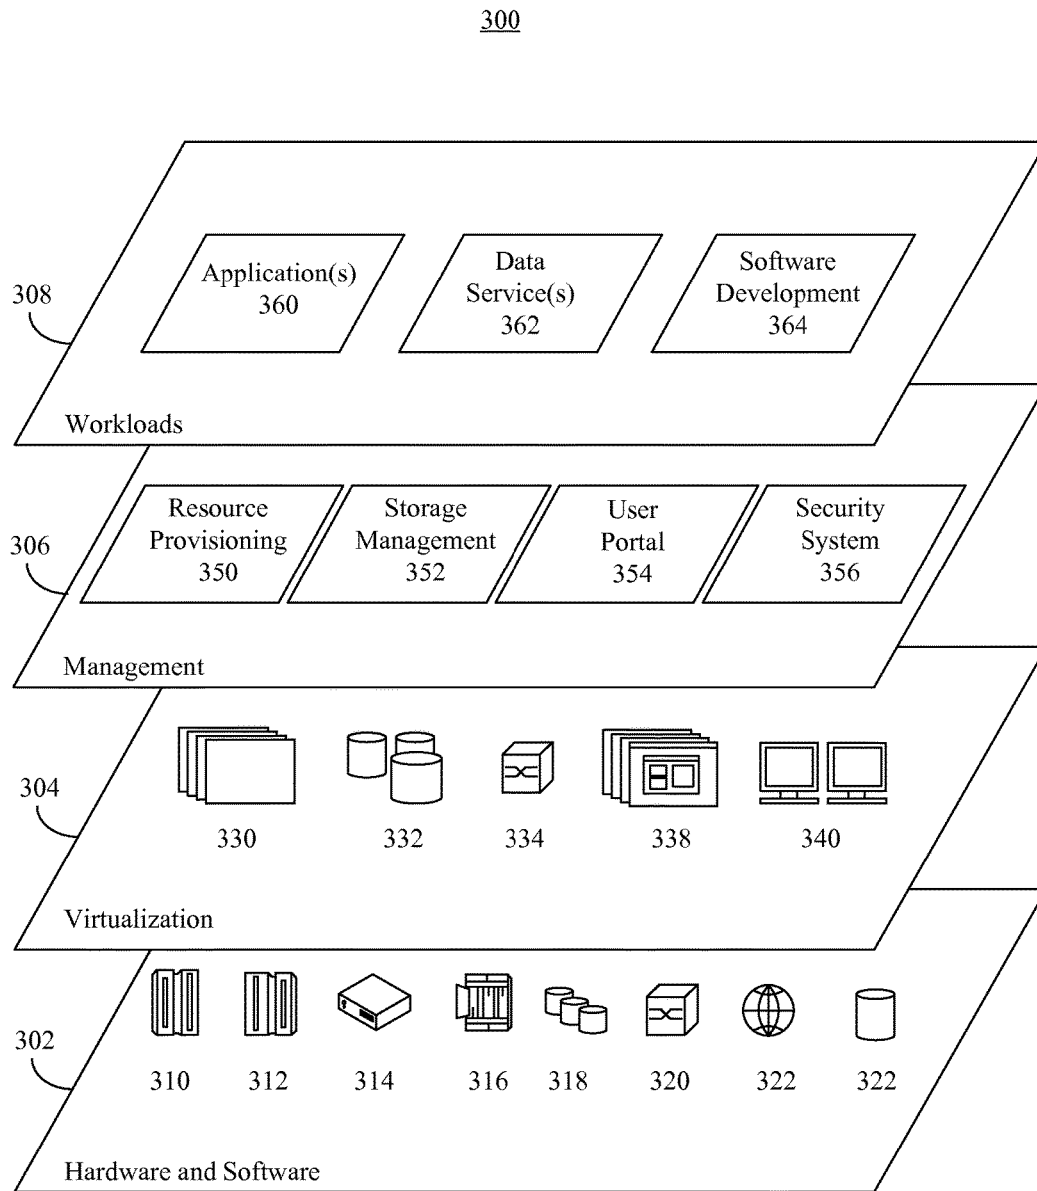 300
308
Application(s)
360
Data
Service(s)
362
Software
Development
364
Workloads
306
Resource
Provisioning
350
Storage
Management
352
User
Portal
354
Security
System
356
Management
304
330
332
334
338
340
Virtualization
302
310
312
314
316
318
320
322
322
Hardware and Software